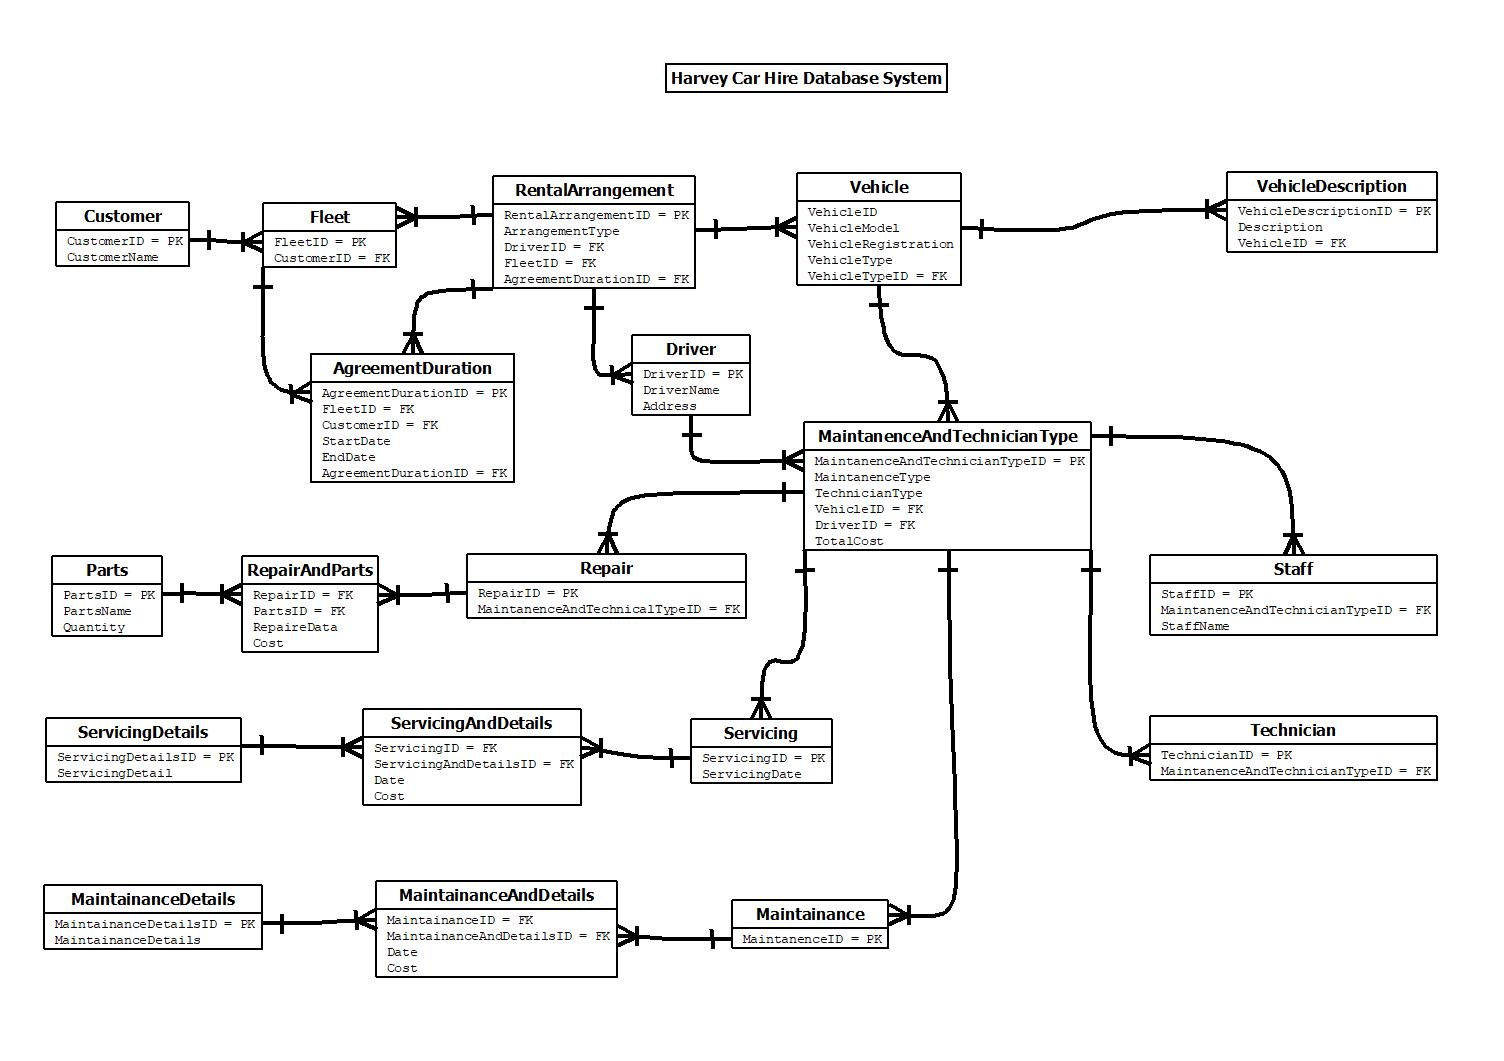 Harvey Car Hire Database System
Customer
CustomerID = PK
CustomerName
Fleet
FleetID = PK
CustomerID = FK
RentalArrangement
RentalArrangementID = PK
ArrangementType
DriverID = FK
FleetID = FK
AgreementDurationID = FK
Vehicle
VehicleID
VehicleModel
VehicleRegistration
VehicleType
VehicleTypeID = FK
VehicleDescription
VehicleDescriptionID = PK
Description
VehicleID = FK
AgreementDuration
AgreementDurationID = PK
FleetID = FK
CustomerID = FK
StartDate
EndDate
AgreementDurationID = FK
Driver
DriverID = PK
DriverName
Address
MaintanenceAndTechnicianType
MaintanenceAndTechnicianTypeID = PK
MaintanenceType
TechnicianType
VehicleID = FK
DriverID = FK
TotalCost
Parts
PartsID = PK
PartsName
Quantity
RepairAndParts
RepairID = FK
PartsID = FK
RepaireData
Cost
Repair
RepairID = PK
MaintanenceAndTechnicalTypeID = FK
Staff
StaffID = PK
MaintanenceAndTechnicianTypeID = FK
StaffName
ServicingDetails
ServicingDetailsID = PK
ServicingDetail
ServicingAndDetails
ServicingID = FK
ServicingAndDetailsID = FK
Date
Cost
Servicing
ServicingID = PK
ServicingDate
Technician
TechnicianID = PK
MaintanenceAndTechnicianTypeID = FK
MaintainanceDetails
MaintainanceDetailsID = PK
MaintainanceDetails
MaintainanceAndDetails
MaintainanceID = FK
MaintainanceAndDetailsID = FK
Date
Cost
Maintainance
MaintanenceID = PK